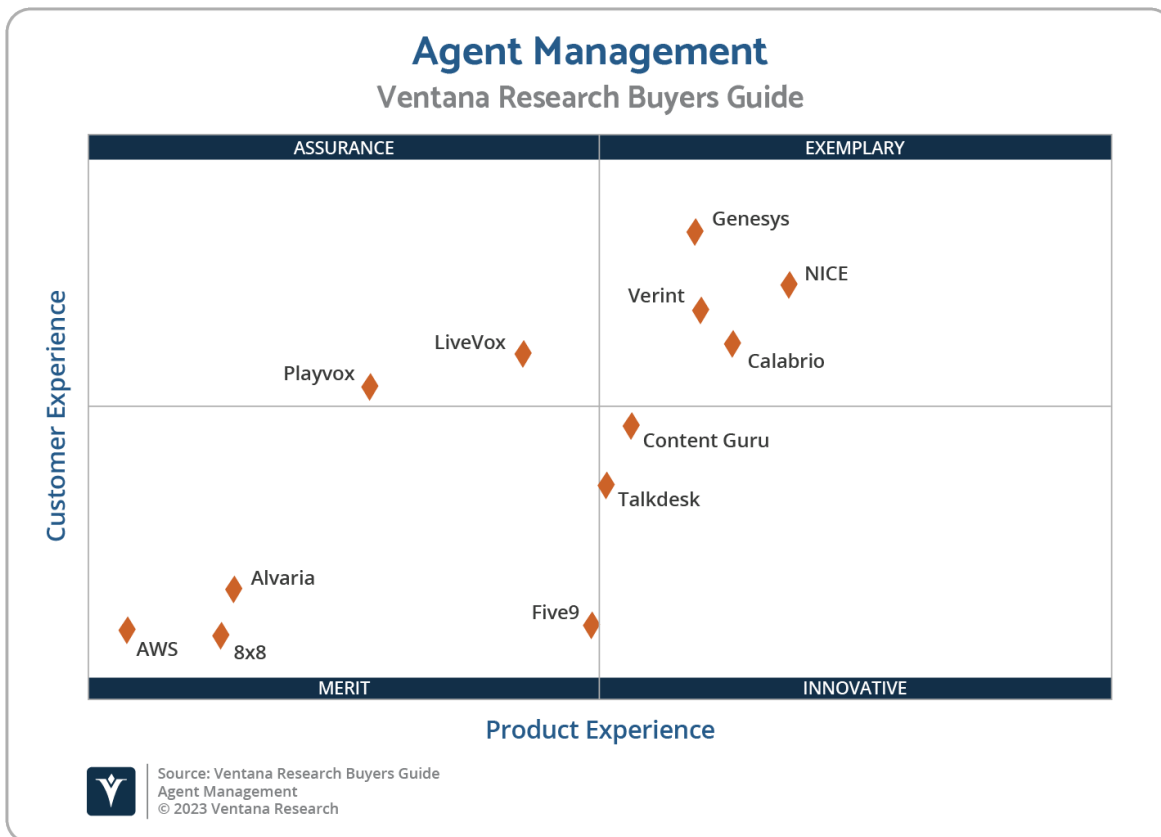 Agent Management
Ventana Research Buyers Guide
ASSURANCE
EXEMPLARY
Genesys
NICE
Verint
LiveVox
Calabrio
Playvox
Customer Experience
Content Guru
Talkdesk
Alvaria
Five9
AWS
8x8
MERIT
INNOVATIVE
Product Experience
Source: Ventana Research Buyers Guide
Agent Management
© 2023 Ventana Research